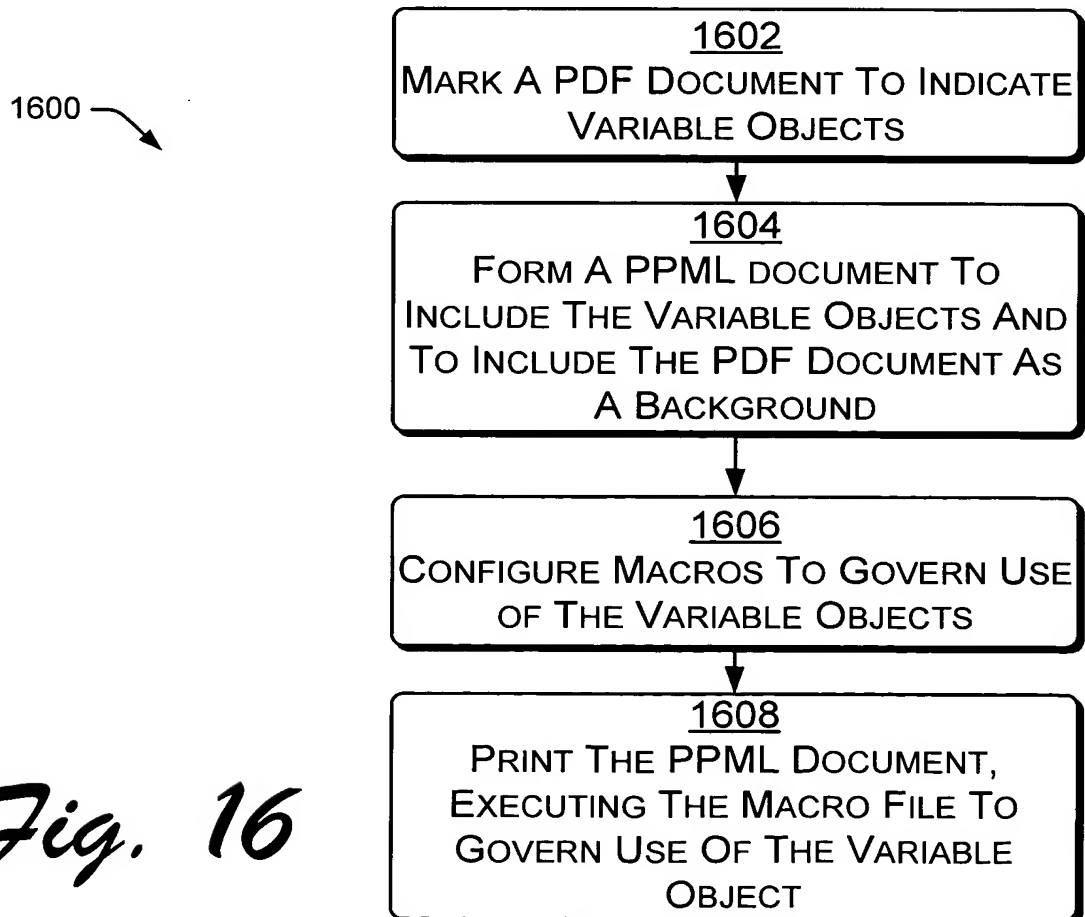 1600
1602
MARK A PDF DOCUMENT TO INDICATE
VARIABLE OBJECTS
1604
FORM A PPML DOCUMENT TO
INCLUDE THE VARIABLE OBJECTS AND
TO INCLUDE THE PDF DOCUMENT AS
A BACKGROUND
1606
CONFIGURE MACROS TO GOVERN USE
OF THE VARIABLE OBJECTS
1608
PRINT THE PPML DOCUMENT,
EXECUTING THE MACRO FILE TO
GOVERN USE OF THE VARIABLE
OBJECT
Fig. 16